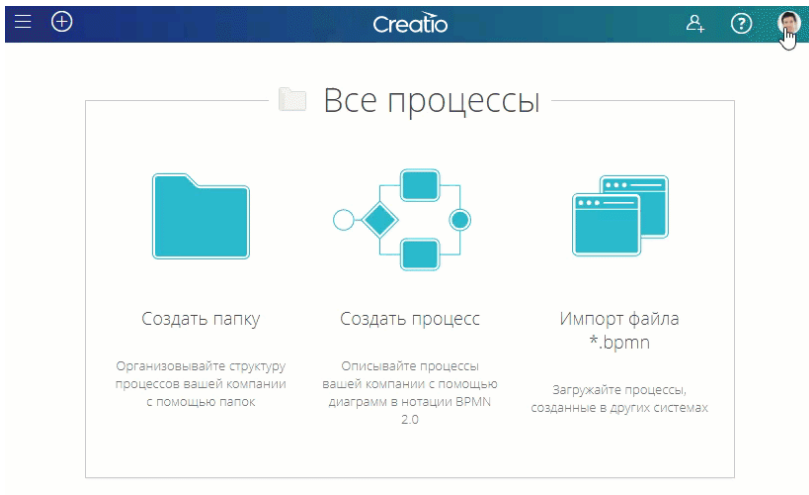 Creatio
Все процессы
Создать папку
Организовывайте структуру
процессов вашей компании
с помощью папок
Создать процесс
Описывайте процессы
вашей компании с помощью
диаграмм в нотации BPMN
2.0
Импорт файла
*.bpmn
Загружайте процессы,
созданные в других системах